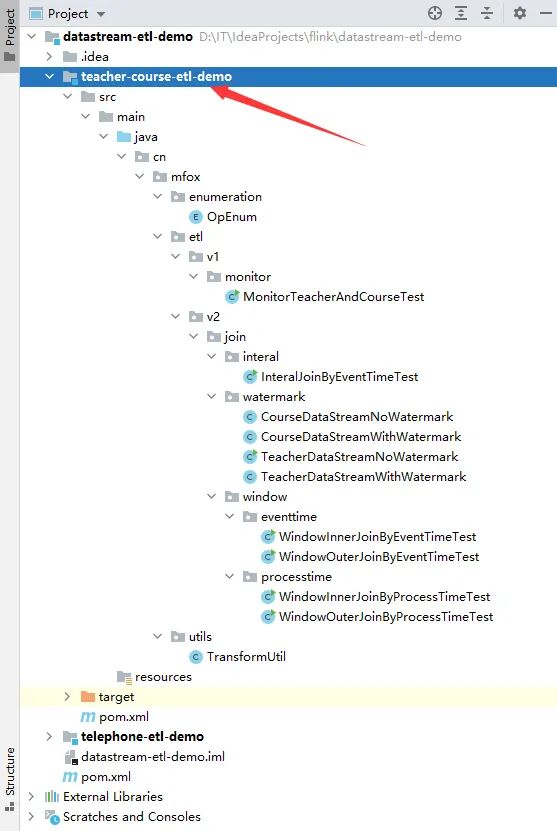 Project
Project
datastream-etl-demo D:\IT\IdeaProjects\flink\datastream-etl-demo
.idea
teacher-course-etl-demo
src
main
java
cn
mfox
enumeration
E OpEnum
etl
v1
monitor
C MonitorTeacherAndCourseTest
v2
join
interal
C InteralJoinByEventTimeTest
watermark
C CourseDataStreamNoWatermark
C CourseDataStreamWithWatermark
C TeacherDataStreamNoWatermark
C TeacherDataStreamWithWatermark
window
eventtime
C WindowInnerJoinByEventTimeTest
C WindowOuterJoinByEventTimeTest
processtime
C WindowInnerJoinByProcessTimeTest
C WindowOuterJoinByProcessTimeTest
utils
C TransformUtil
resources
target
m pom.xml
telephone-etl-demo
datastream-etl-demo.iml
m pom.xml
External Libraries
Scratches and Consoles
Structure